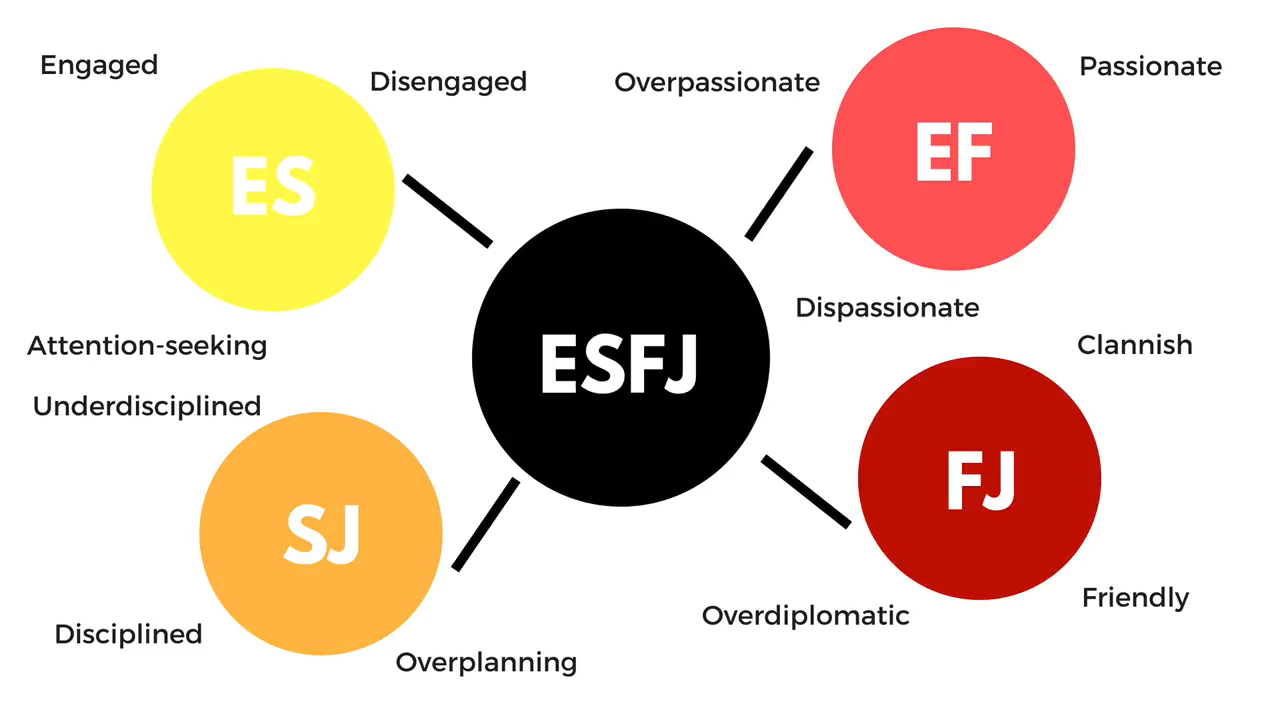 Engaged
Disengaged
ES
Attention-seeking
Overpassionate
Passionate
EF
Dispassionate
ESFJ
Underdisciplined
SJ
Disciplined
Overplanning
Clannish
FJ
Overdiplomatic
Friendly